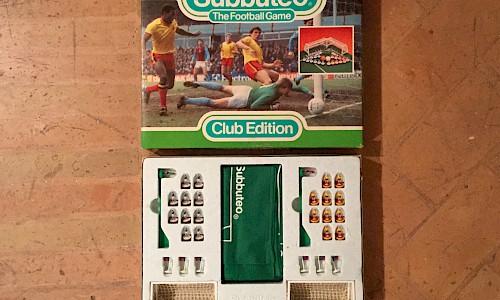 Subbuteo®
The Football Game
Club Edition
Subbuteo®